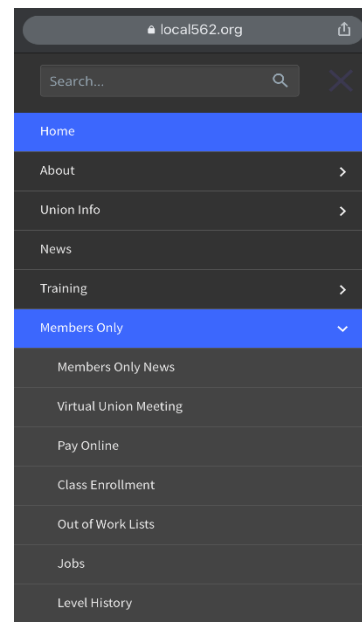 local562.org
Search...
Home
About
Union Info
News
Training
Members Only
Members Only News
Virtual Union Meeting
Pay Online
Class Enrollment
Out of Work Lists
Jobs
Level History